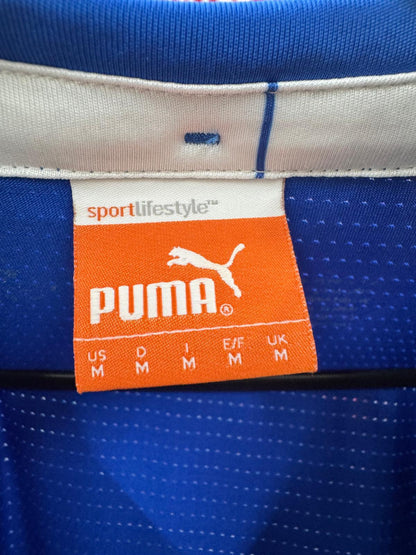 sportlifestyle™
PUMA®
US D I E/F UK
M M M M M